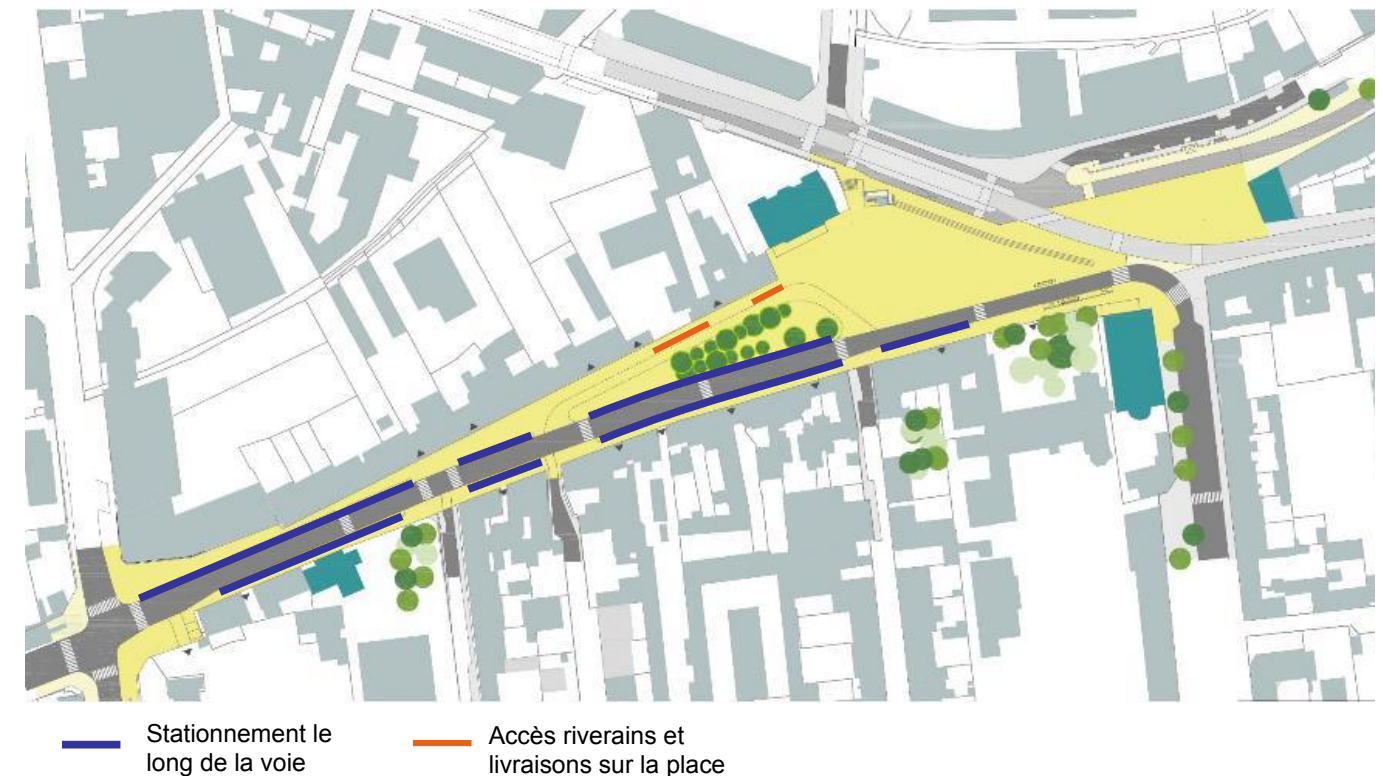 Stationnement le
long de la voie
Accès riverains et
livraisons sur la place